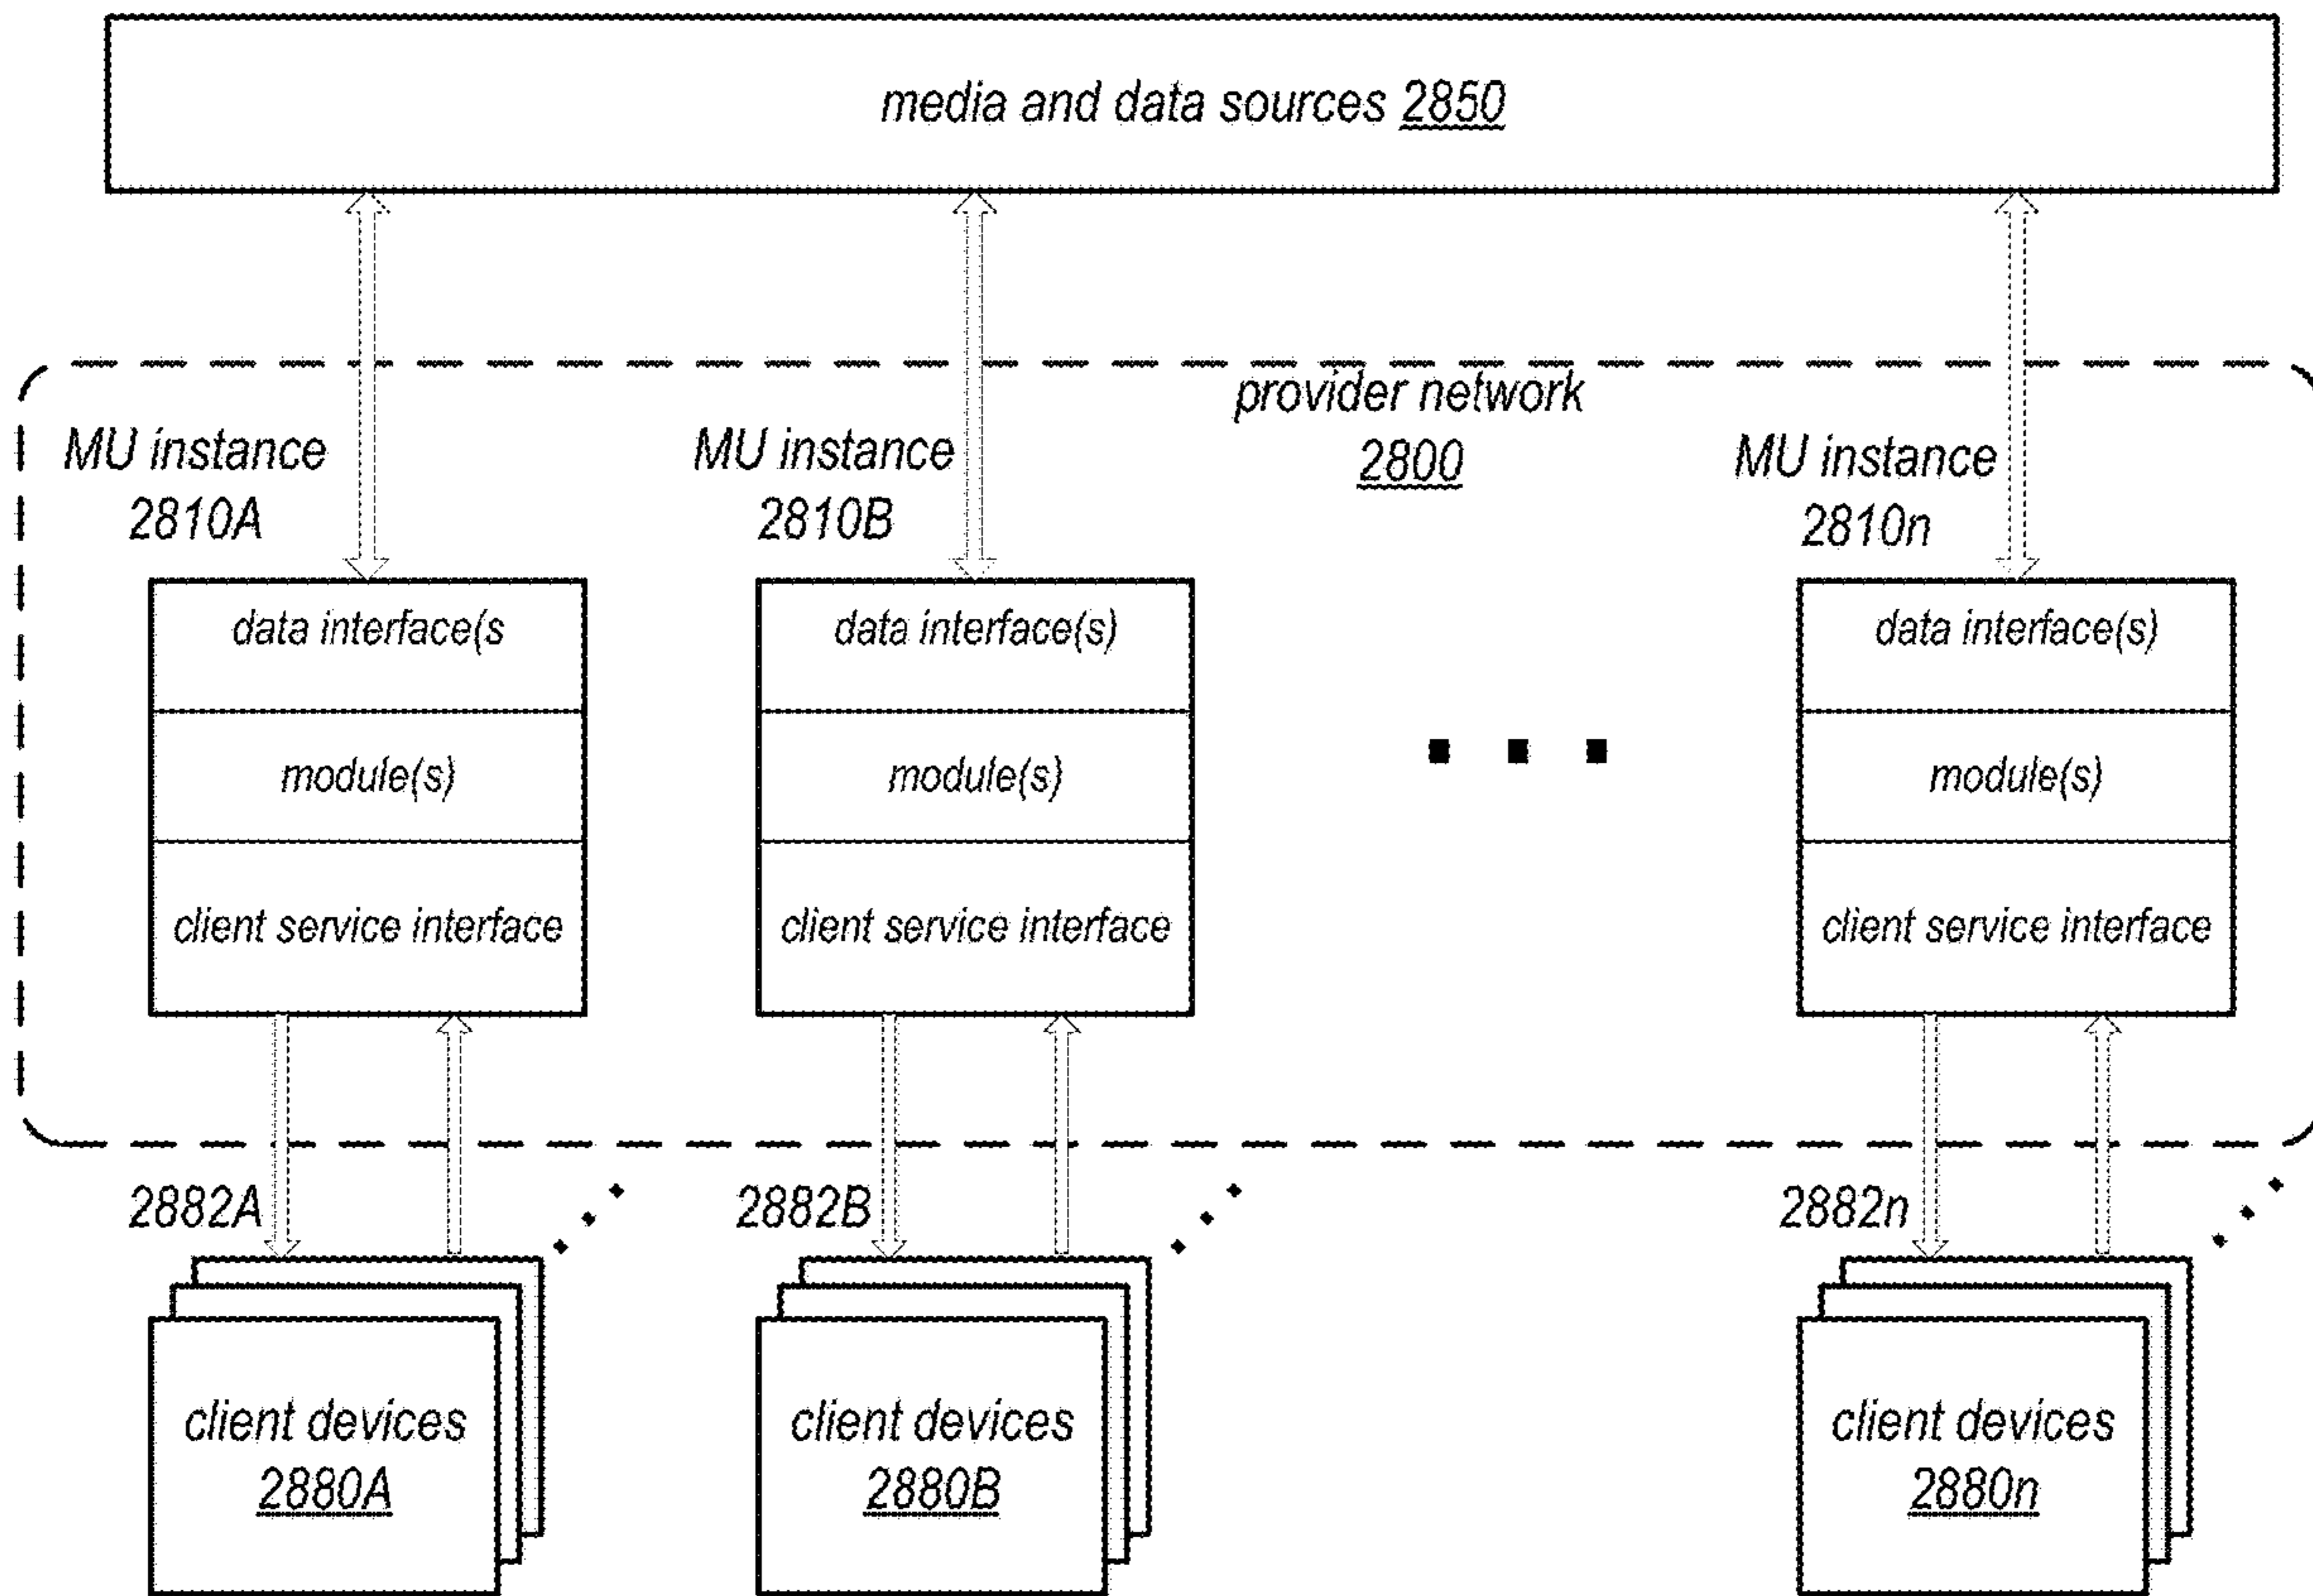 media and data sources 2850
provider network
2800
MU instance
2810A
MU instance
2810B
MU instance
2810n
data interface(s
module(s)
client service interface
data interface(s)
module(s)
client service interface
data interface(s)
module(s)
client service interface
2882A
2882B
2882n
client devices
2880A
client devices
2880B
client devices
2880n